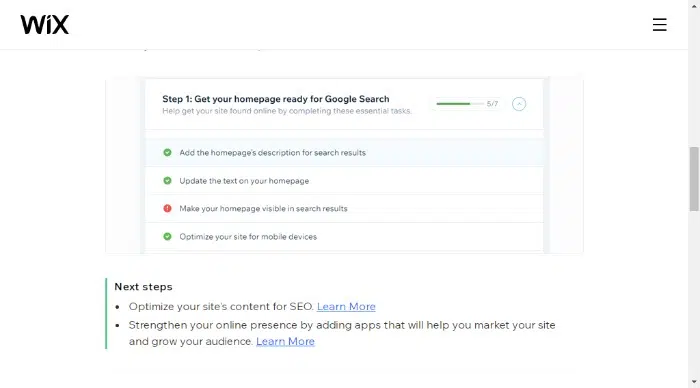 WiX
Step 1: Get your homepage ready for Google Search
Help get your site found online by completing these essential tasks.
5/7
Add the homepage's description for search results
Update the text on your homepage
Make your homepage visible in search results
Optimize your site for mobile devices
Next steps
Optimize your site's content for SEO. Learn More
Strengthen your online presence by adding apps that will help you market your site
and grow your audience. Learn More